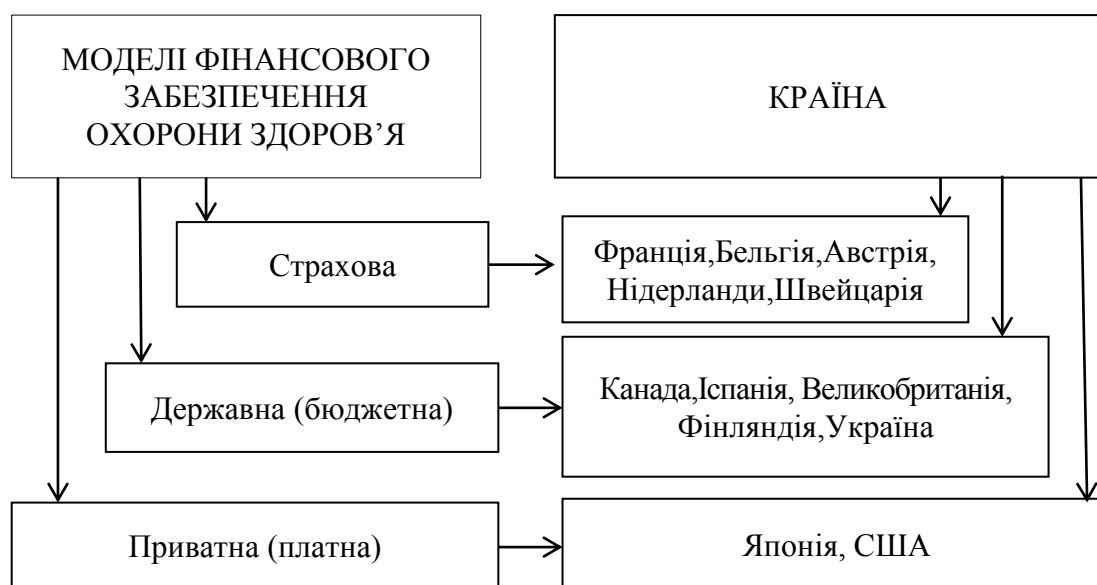 МОДЕЛІ ФІНАНСОВОГО
ЗАБЕЗПЕЧЕННЯ
ОХОРОНИ ЗДОРОВ’Я
КРАЇНА
Страхова
Франція,Бельгія,Австрія,
Нідерланди,Швейцарія
Державна (бюджетна)
Канада,Іспанія, Великобританія,
Фінляндія,Україна
Приватна (платна)
Японія, США